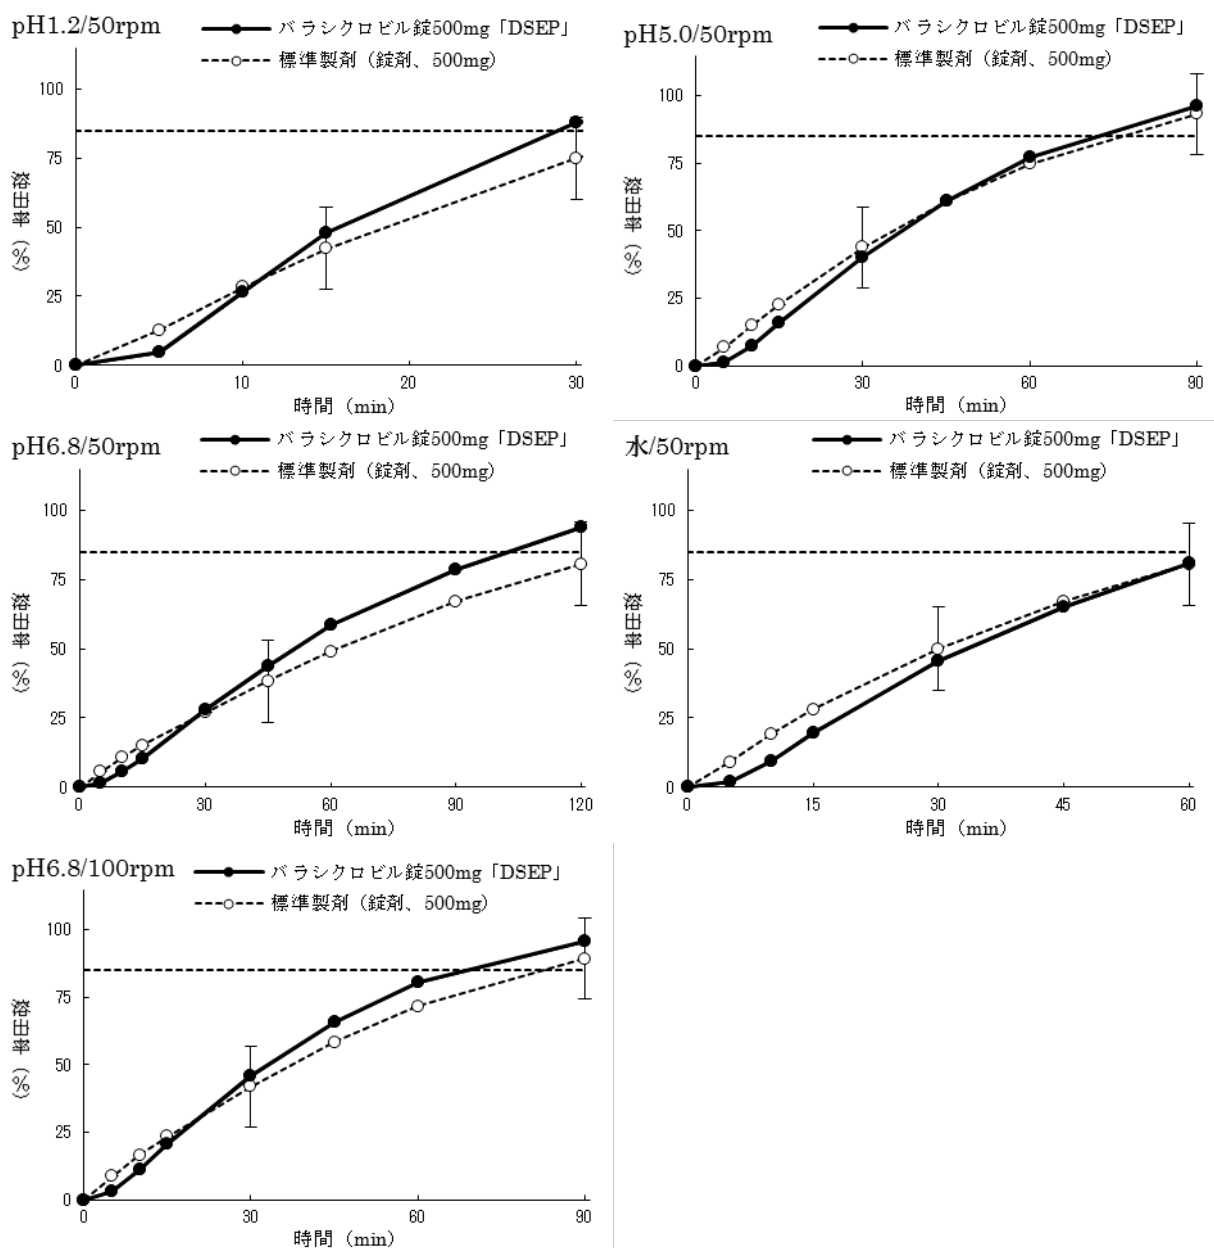 pH1.2/50rpm
バラシクロビル錠500mg「DSEP」
標準製剤（錠剤、500mg）
100
75
50
25
0
溶出率（%）
0 10 20 30
時間（min）
pH5.0/50rpm
バラシクロビル錠500mg「DSEP」
標準製剤（錠剤、500mg）
100
75
50
25
0
溶出率（%）
0 30 60 90
時間（min）
pH6.8/50rpm
バラシクロビル錠500mg「DSEP」
標準製剤（錠剤、500mg）
100
75
50
25
0
溶出率（%）
0 30 60 90 120
時間（min）
水/50rpm
バラシクロビル錠500mg「DSEP」
標準製剤（錠剤、500mg）
100
75
50
25
0
溶出率（%）
0 15 30 45 60
時間（min）
pH6.8/100rpm
バラシクロビル錠500mg「DSEP」
標準製剤（錠剤、500mg）
100
75
50
25
0
溶出率（%）
0 30 60 90
時間（min）